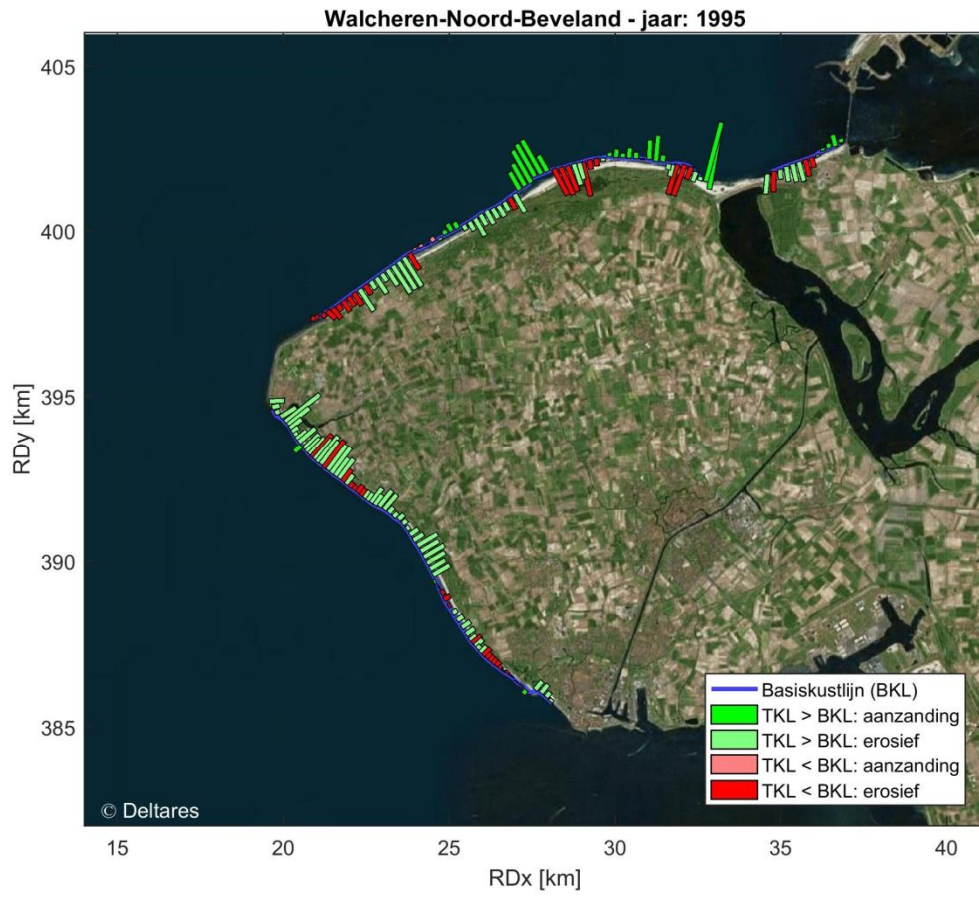 Walcheren-Noord-Beveland - jaar: 1995
405
400
395
390
385
RDy [km]
Basiskustlijn (BKL)
TKL > BKL: aanzanding
TKL > BKL: erosief
TKL < BKL: aanzanding
TKL < BKL: erosief
© Deltares
15 20 25 30 35 40
RDx [km]